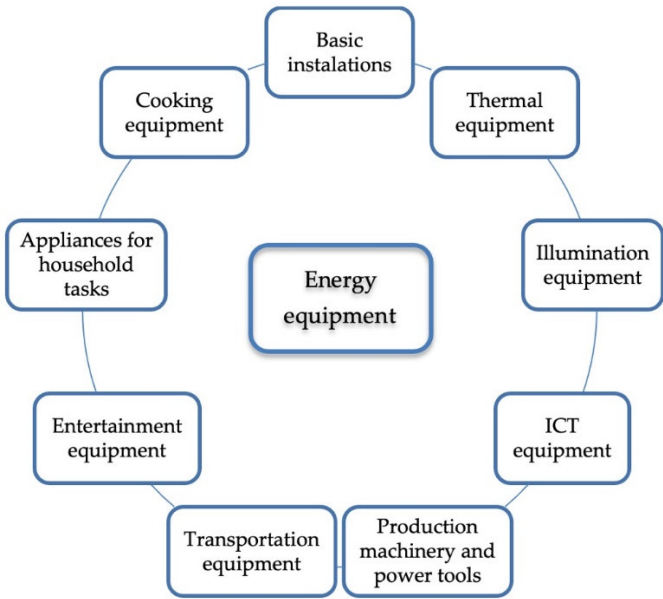 Basic
instalations
Thermal
equipment
Illumination
equipment
ICT
equipment
Production
machinery and
power tools
Transportation
equipment
Entertainment
equipment
Appliances for
household
tasks
Cooking
equipment
Energy
equipment